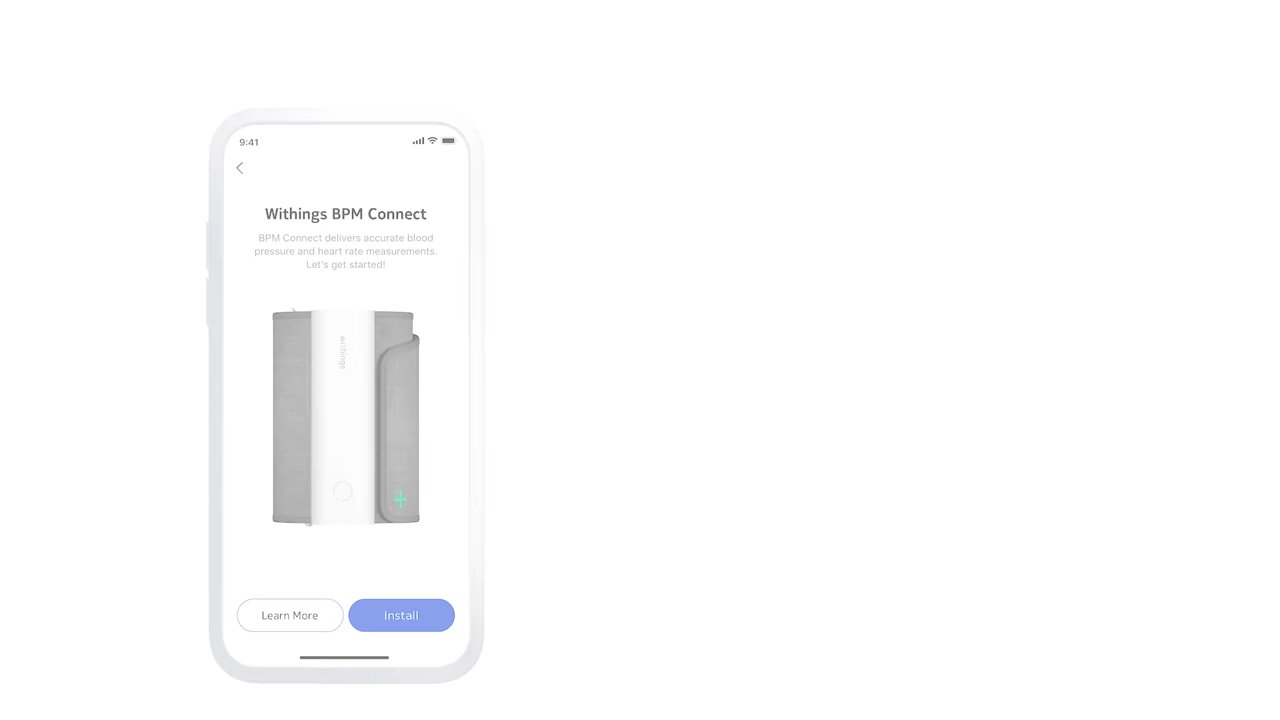 9:41
Withings BPM Connect
BPM Connect delivers accurate blood
pressure and heart rate measurements.
Let's get started!
withings
Learn More
Install